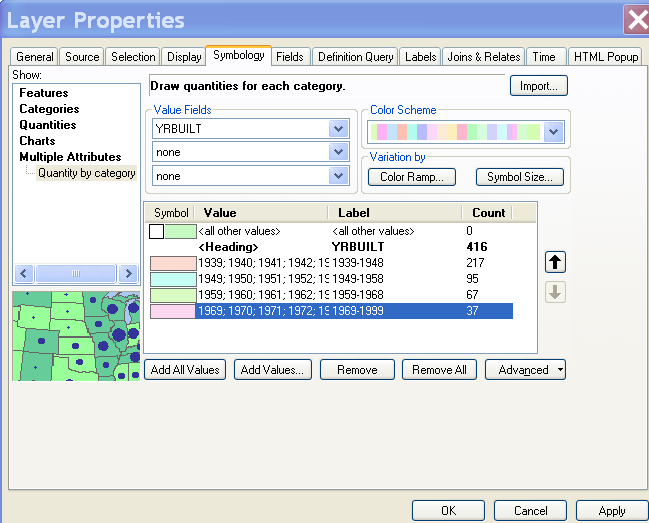 Layer Properties
General Source Selection Display Symbology Fields Definition Query Labels Joins & Relates Time HTML Popup
Show:
Features
Categories
Quantities
Charts
Multiple Attributes
Quantity by category
Draw quantities for each category.
Import...
Value Fields
YRBUILT
none
none
Color Scheme
Variation by
Color Ramp... Symbol Size...
Symbol Value Label Count
<all other values> <all other values> 0
<Heading> YRBUILT 416
1939; 1940; 1941; 1942; 19 1939-1948 217
1949; 1950; 1951; 1952; 19 1949-1958 95
1959; 1960; 1961; 1962; 19 1959-1968 67
1969; 1970; 1971; 1972; 19 1969-1999 37
Add All Values Add Values... Remove Remove All Advanced
OK Cancel Apply